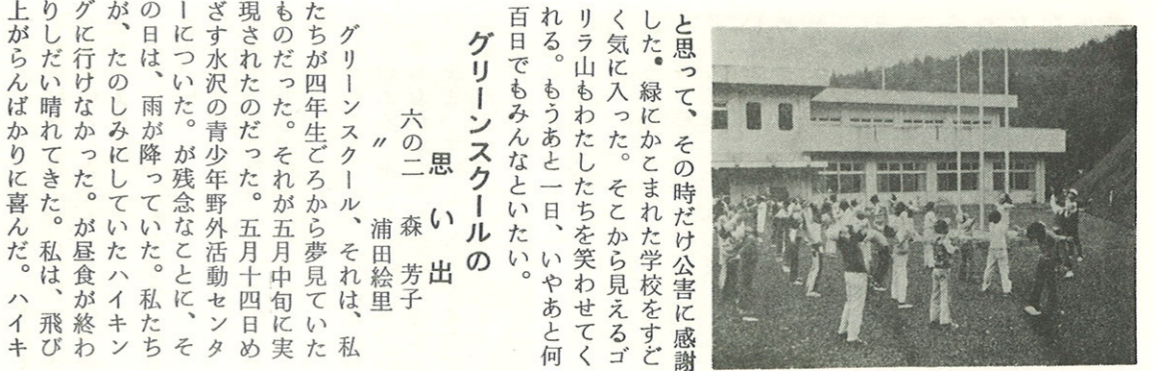 と思って、その時だけ公害に感謝
した。緑にかこまれた学校をすど
く気に入った。そこから見えるゴ
リラ山もわたしたちを笑わせてく
れる。もうあと一日、いやあと何
百日でもみんなといたい。
グリーンスクールの
思い出
六の二　森　芳子
〃　浦田絵里
グリーンスクール、それは、私
たちが四年生ごろから夢見ていた
ものだった。それが五月中旬に実
現されたのだった。五月十四日め
ざす水沢の青少年野外活動センタ
ーについた。が残念なことに、そ
の日は、雨が降っていた。私たち
が、たのしみにしていたハイキン
グに行けなかった。が昼食が終わ
りしだい晴れてきた。私は、飛び
上がらんばかりに喜んだ。ハイキ